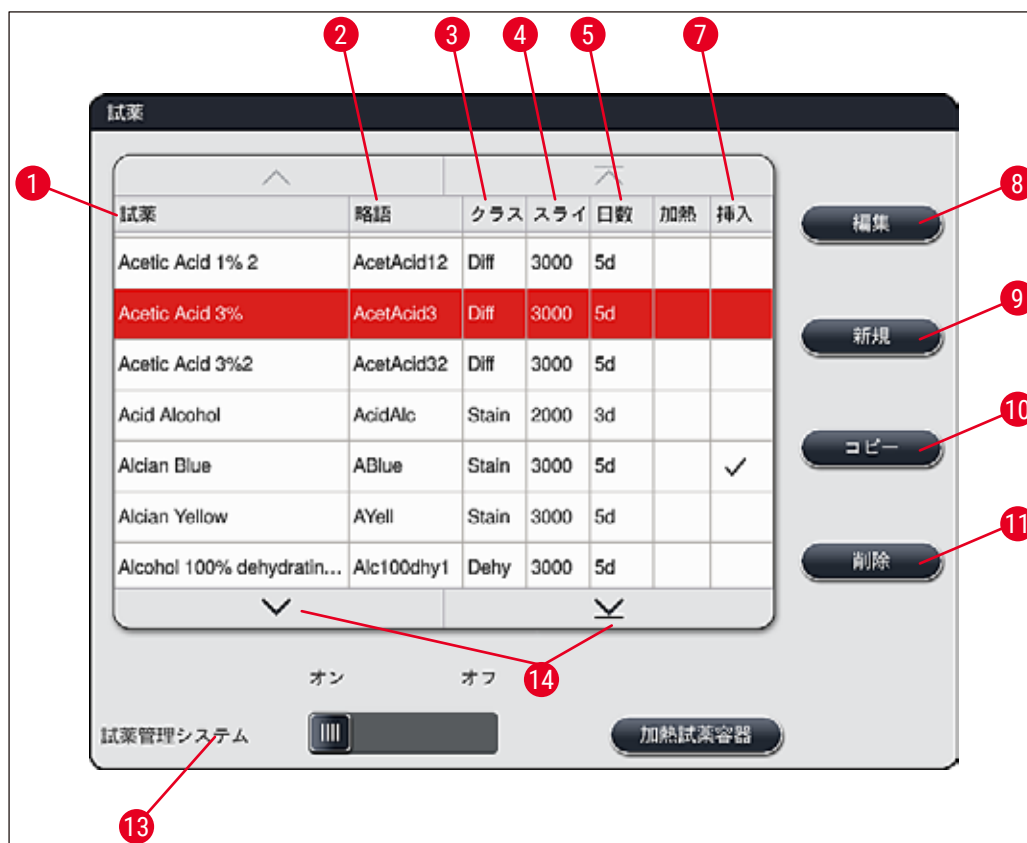 2 3 4 5 7
試薬
1
8
試薬 略語 クラス スライ 日数 加熱 挿入
編集
Acetic Acid 1% 2 AcetAcid12 Diff 3000 5d
9
Acetic Acid 3% AcetAcid3 Diff 3000 5d
新規
Acetic Acid 3%2 AcetAcid32 Diff 3000 5d
10
Acid Alcohol AcidAlc Stain 2000 3d
コピー
Alcian Blue ABlue Stain 3000 5d ✓
11
Alcian Yellow AYell Stain 3000 5d
削除
Alcohol 100% dehydratin... Alc100dhy1 Dehy 3000 5d
オン オフ 14
試薬管理システム 加熱試薬容器
13